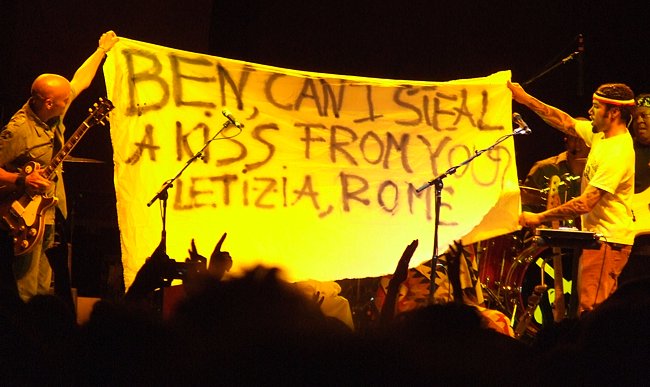 BEN, CAN I STEAL
A KISS FROM YOU?
LETIZIA, ROME